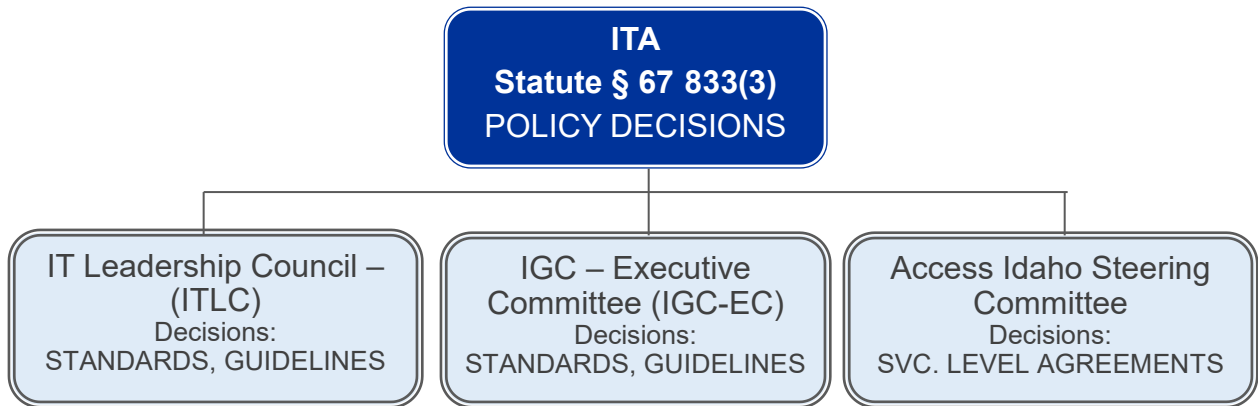 ITA
Statute § 67 833(3)
POLICY DECISIONS
IT Leadership Council –
(ITLC)
Decisions:
STANDARDS, GUIDELINES
IGC – Executive
Committee (IGC-EC)
Decisions:
STANDARDS, GUIDELINES
Access Idaho Steering
Committee
Decisions:
SVC. LEVEL AGREEMENTS